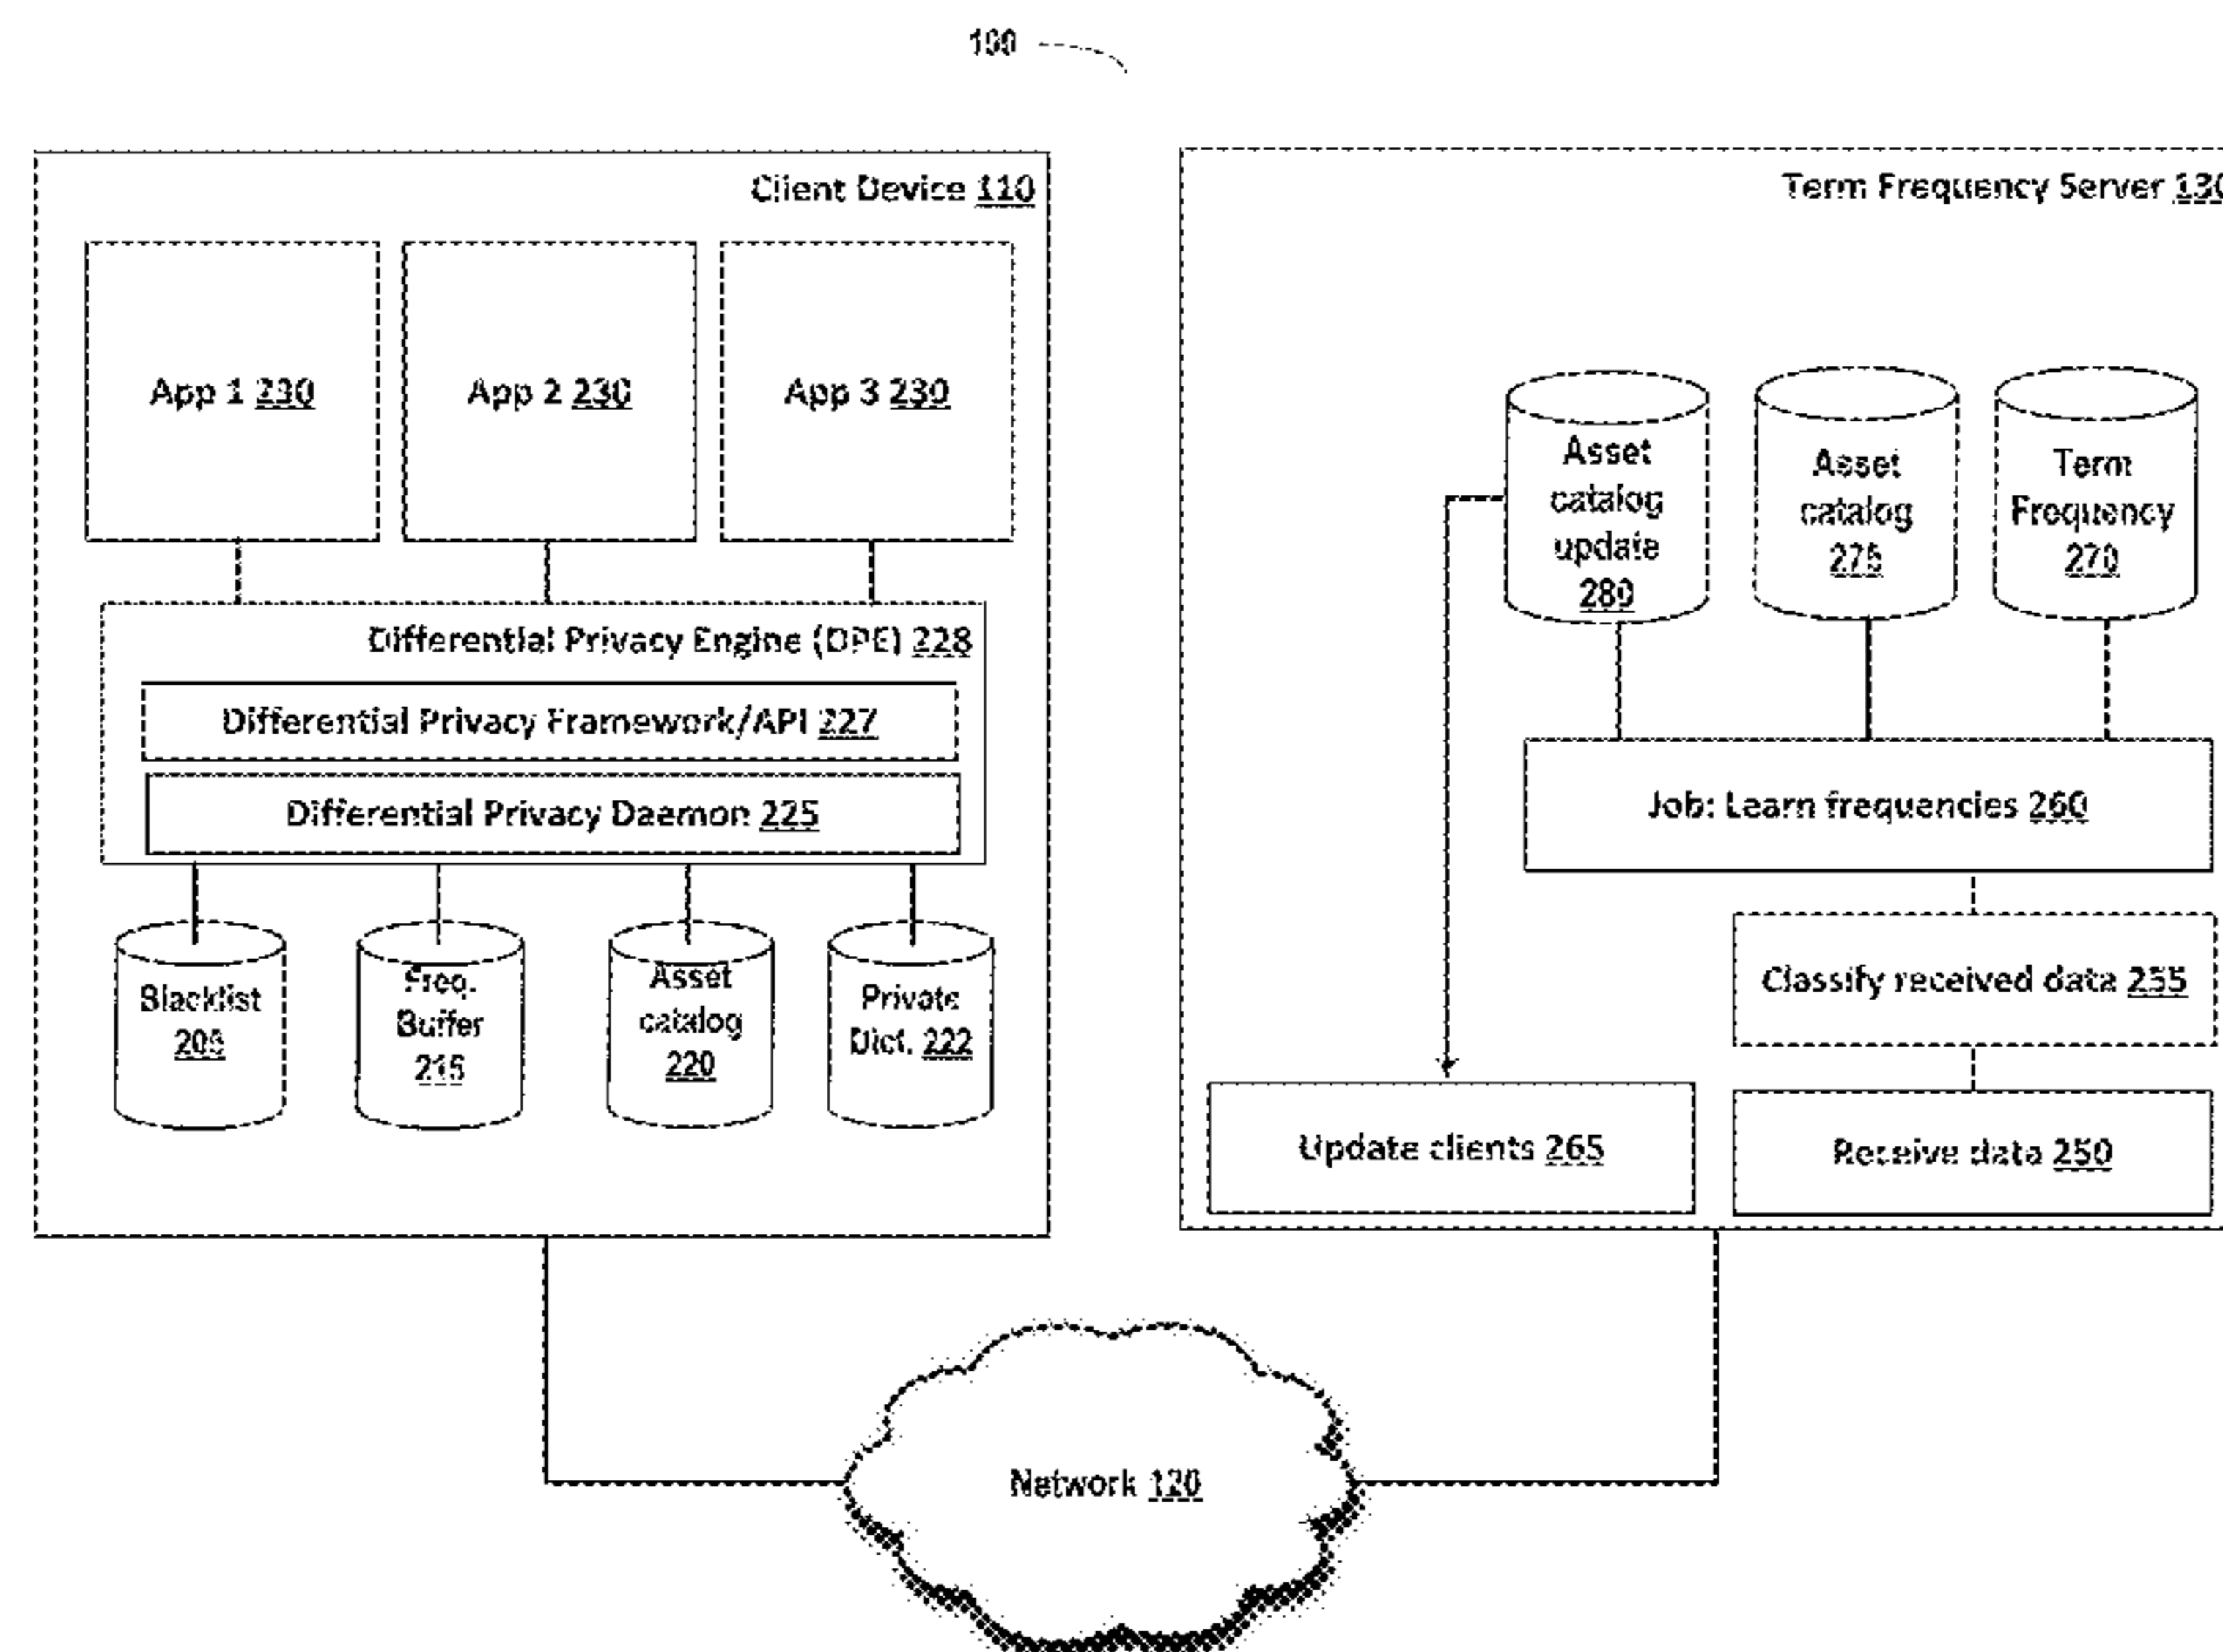 100
Client Device 110
App 1 230
App 2 230
App 3 230
Differential Privacy Engine (DPE) 228
Differential Privacy Framework/API 227
Differential Privacy Daemon 225
Blacklist
205
Freq.
Buffer
215
Asset
catalog
220
Private
Dict. 222
Term Frequency Server 130
Asset
catalog
update
280
Asset
catalog
275
Term
Frequency
270
Job: Learn frequencies 260
Classify received data 255
Update clients 265
Receive data 250
Network 120